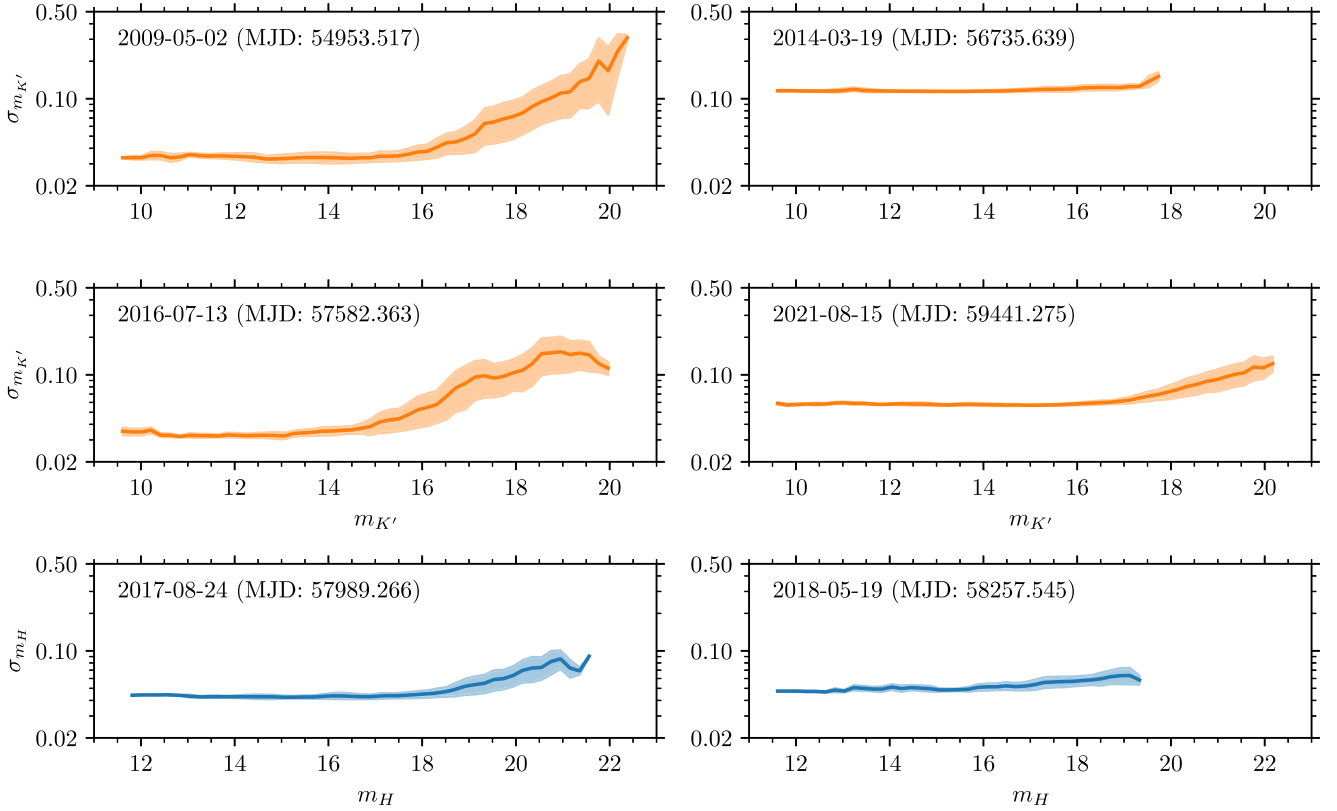 0.50
0.10
0.02
σ_{m_{K'}}
2009-05-02 (MJD: 54953.517)
10 12 14 16 18 20
2014-03-19 (MJD: 56735.639)
0.50
0.10
0.02
10 12 14 16 18 20
0.50
0.10
0.02
σ_{m_{K'}}
2016-07-13 (MJD: 57582.363)
10 12 14 16 18 20
m_{K'}
0.50
0.10
0.02
2021-08-15 (MJD: 59441.275)
10 12 14 16 18 20
m_{K'}
0.50
0.10
0.02
σ_{m_H}
2017-08-24 (MJD: 57989.266)
12 14 16 18 20 22
m_H
0.50
0.10
0.02
2018-05-19 (MJD: 58257.545)
12 14 16 18 20 22
m_H